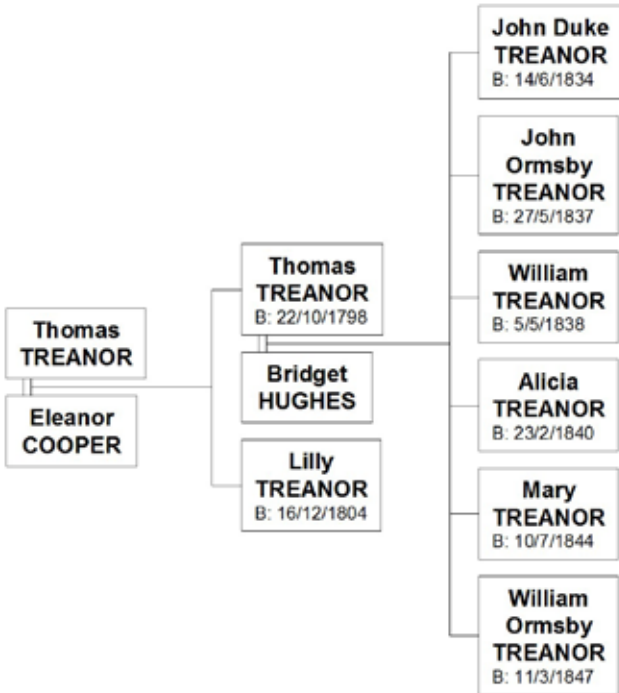 Thomas
TREANOR
Eleanor
COOPER
Thomas
TREANOR
B: 22/10/1798
Bridget
HUGHES
Lilly
TREANOR
B: 16/12/1804
John Duke
TREANOR
B: 14/6/1834
John
Ormsby
TREANOR
B: 27/5/1837
William
TREANOR
B: 5/5/1838
Alicia
TREANOR
B: 23/2/1840
Mary
TREANOR
B: 10/7/1844
William
Ormsby
TREANOR
B: 11/3/1847